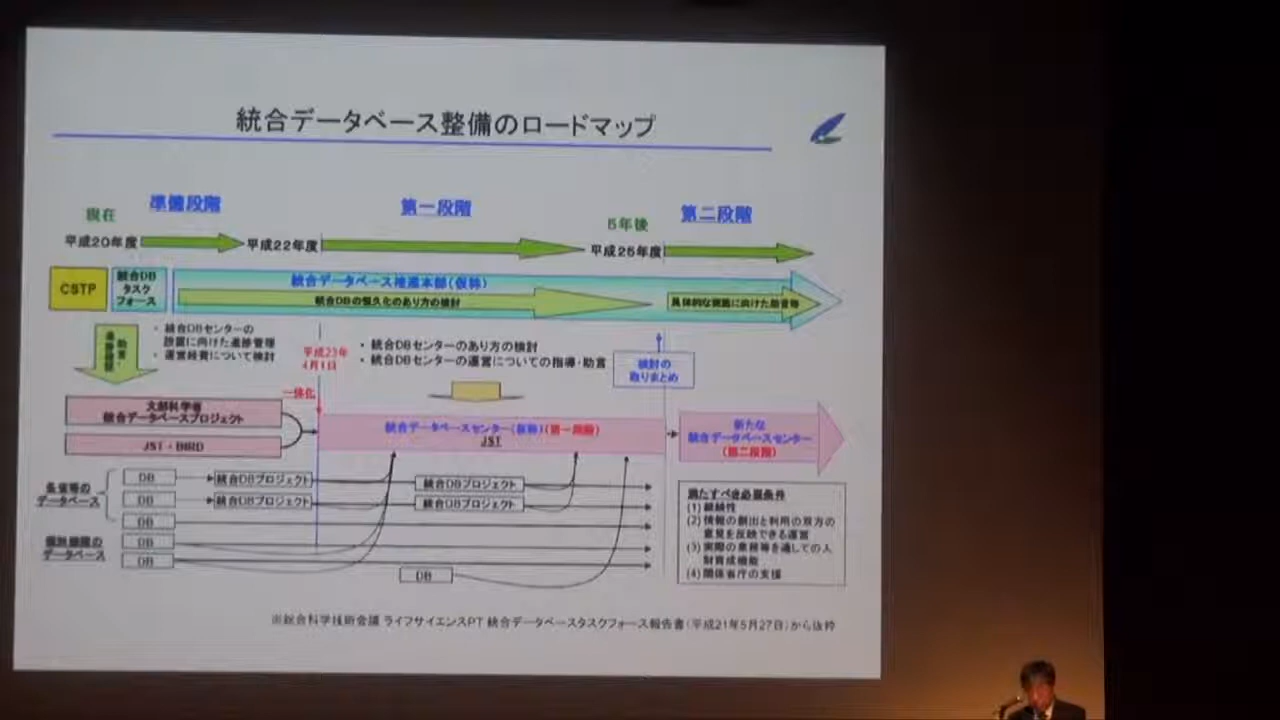 統合データベース整備のロードマップ
現在
準備段階
第一段階
5年後
第二段階
平成20年度
平成22年度
平成25年度
CSTP
統合DB
タスク
フォース
統合データベース推進本部(仮称)
統合DBの恒久化のあり方の検討
具体的な実施に向けた助言等
・ 統合DBセンターの
設置に向けた進捗管理
・ 運営経費について検討
平成23年
4月1日
・ 統合DBセンターのあり方の検討
・ 統合DBセンターの運営についての指導・助言
検討の
取りまとめ
一体化
文部科学省
統合データベースプロジェクト
JST・BIRD
統合データベースセンター(仮称)(第一段階)
JST
新たな
統合データベースセンター
(第二段階)
各省等の
データベース
DB
統合DBプロジェクト
統合DBプロジェクト
DB
統合DBプロジェクト
統合DBプロジェクト
DB
データベース
DB
DB
DB
満たすべき必要条件
(1) 継続性
(2) 情報の創出と利用の双方の
意見を反映できる運営
(3) 実際の業務等を通しての人
財育成機能
(4) 関係省庁の支援
※総合科学技術会議 ライフサイエンスPT 統合データベースタスクフォース報告書(平成21年5月27日)から抜粋